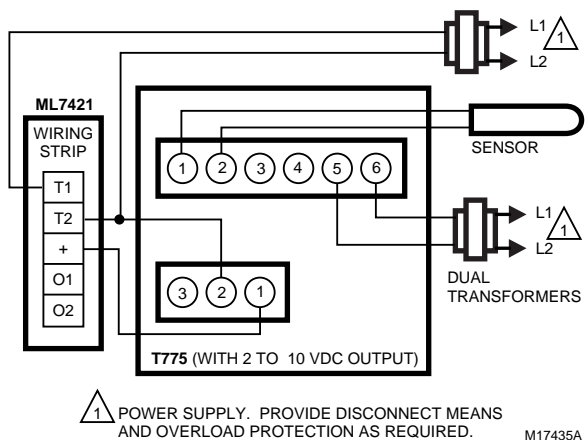 L1
1
L2
ML7421
WIRING
STRIP
T1
T2
+
O1
O2
1 2 3 4 5 6
SENSOR
L1
1
L2
DUAL
TRANSFORMERS
3 2 1
T775 (WITH 2 TO 10 VDC OUTPUT)
1 POWER SUPPLY. PROVIDE DISCONNECT MEANS
AND OVERLOAD PROTECTION AS REQUIRED.
M17435A